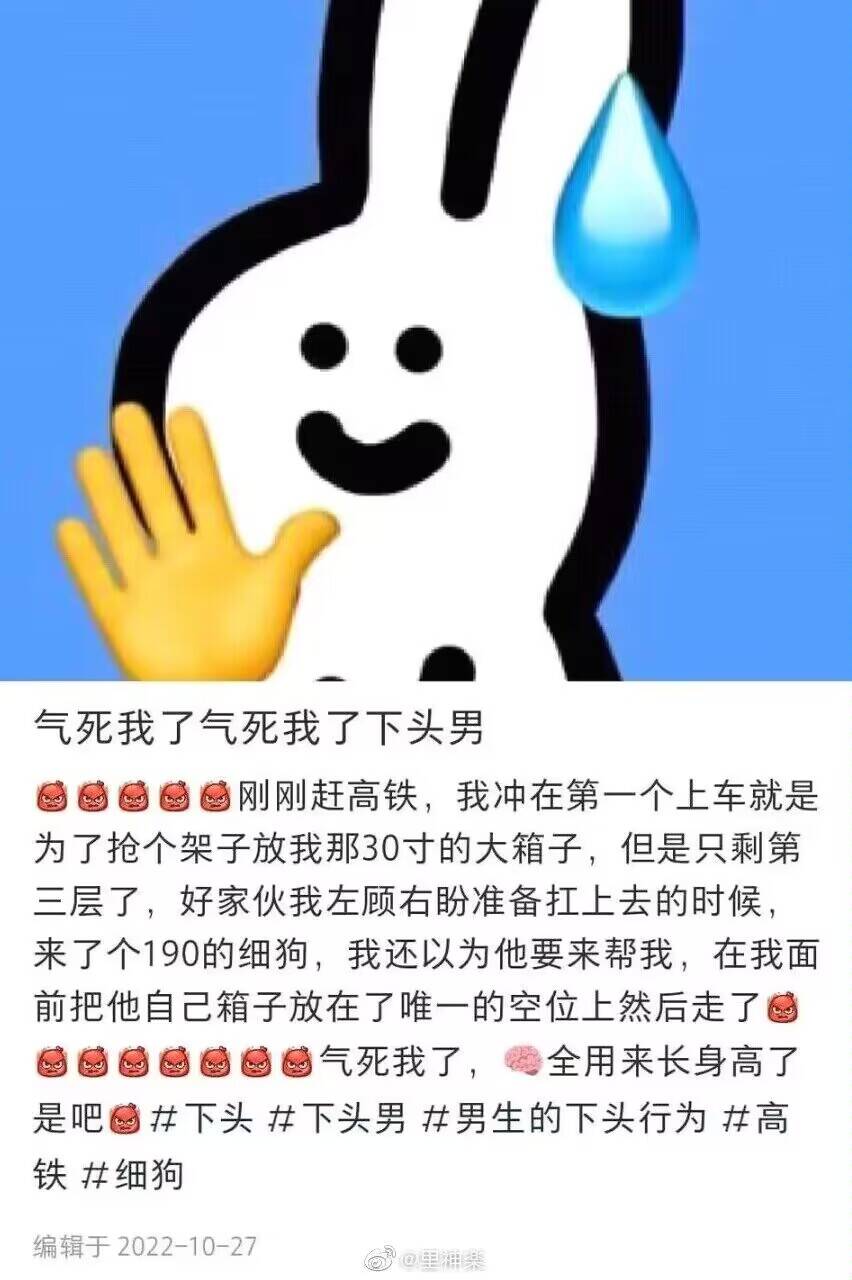 气死我了气死我了下头男
👹👹👹👹👹刚刚赶高铁，我冲在第一个上车就是
为了抢个架子放我那30寸的大箱子，但是只剩第
三层了，好家伙我左顾右盼准备扛上去的时候，
来了个190的细狗，我还以为他要来帮我，在我面
前把他自己箱子放在了唯一的空位上然后走了👹
👹👹👹👹👹👹👹气死我了，🧠全用来长身高了
是吧👹#下头 #下头男 #男生的下头行为 #高
铁 #细狗
编辑于 2022-10-27
@里神楽